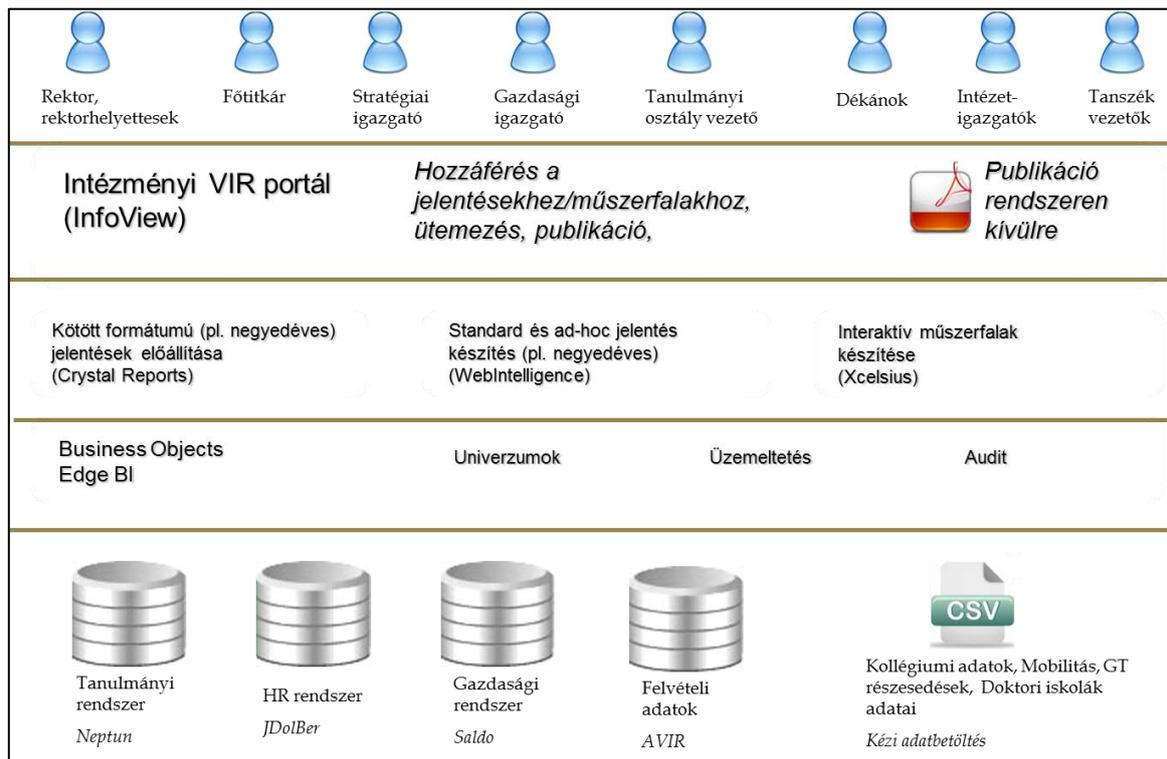 Rektor,
rektorhelyettesek
Főtitkár
Stratégiai
igazgató
Gazdasági
igazgató
Tanulmányi
osztály vezető
Dékánok
Intézet-
igazgatók
Tanszék
vezetők
Intézményi VIR portál
(InfoView)
Hozzáférés a
jelentésekhez/műszerfalakhoz,
ütemezés, publikáció,
Publikáció
rendszeren
kívülre
Kötött formátumú (pl. negyedéves)
jelentések előállítása
(Crystal Reports)
Standard és ad-hoc jelentés
készítés (pl. negyedéves)
(WebIntelligence)
Interaktív műszerfalak
készítése
(Xcelsius)
Business Objects
Edge BI
Univerzumok
Üzemeltetés
Audit
Tanulmányi
rendszer
Neptun
HR rendszer
JDolBer
Gazdasági
rendszer
Saldo
Felvételi
adatok
AVIR
CSV
Kollégiumi adatok, Mobilitás, GT
részesedések, Doktori iskolák
adatai
Kézi adatbetöltés